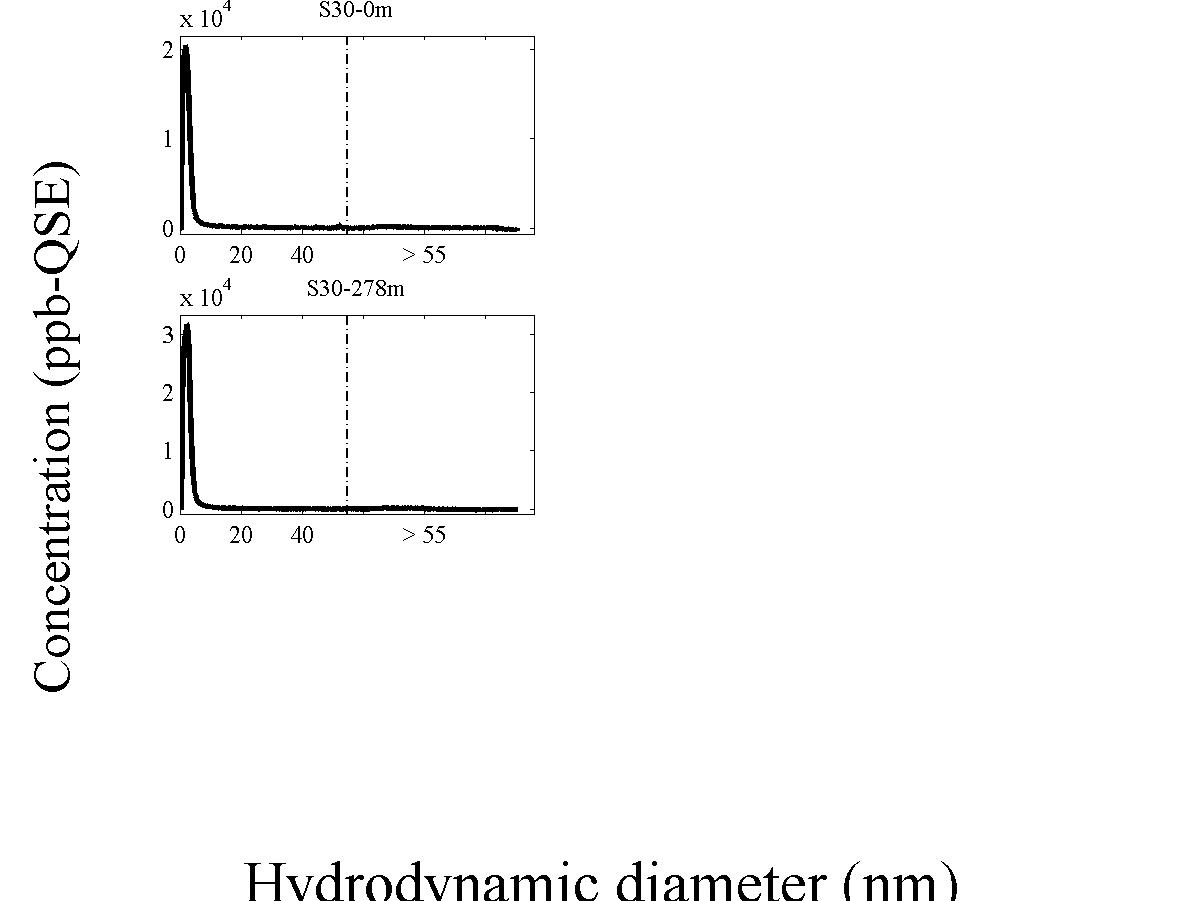 Concentration (ppb-QSE)
x 10^4
S30-0m
2
1
0
0 20 40 > 55
x 10^4
S30-278m
3
2
1
0
0 20 40 > 55
Hydrodynamic diameter (nm)